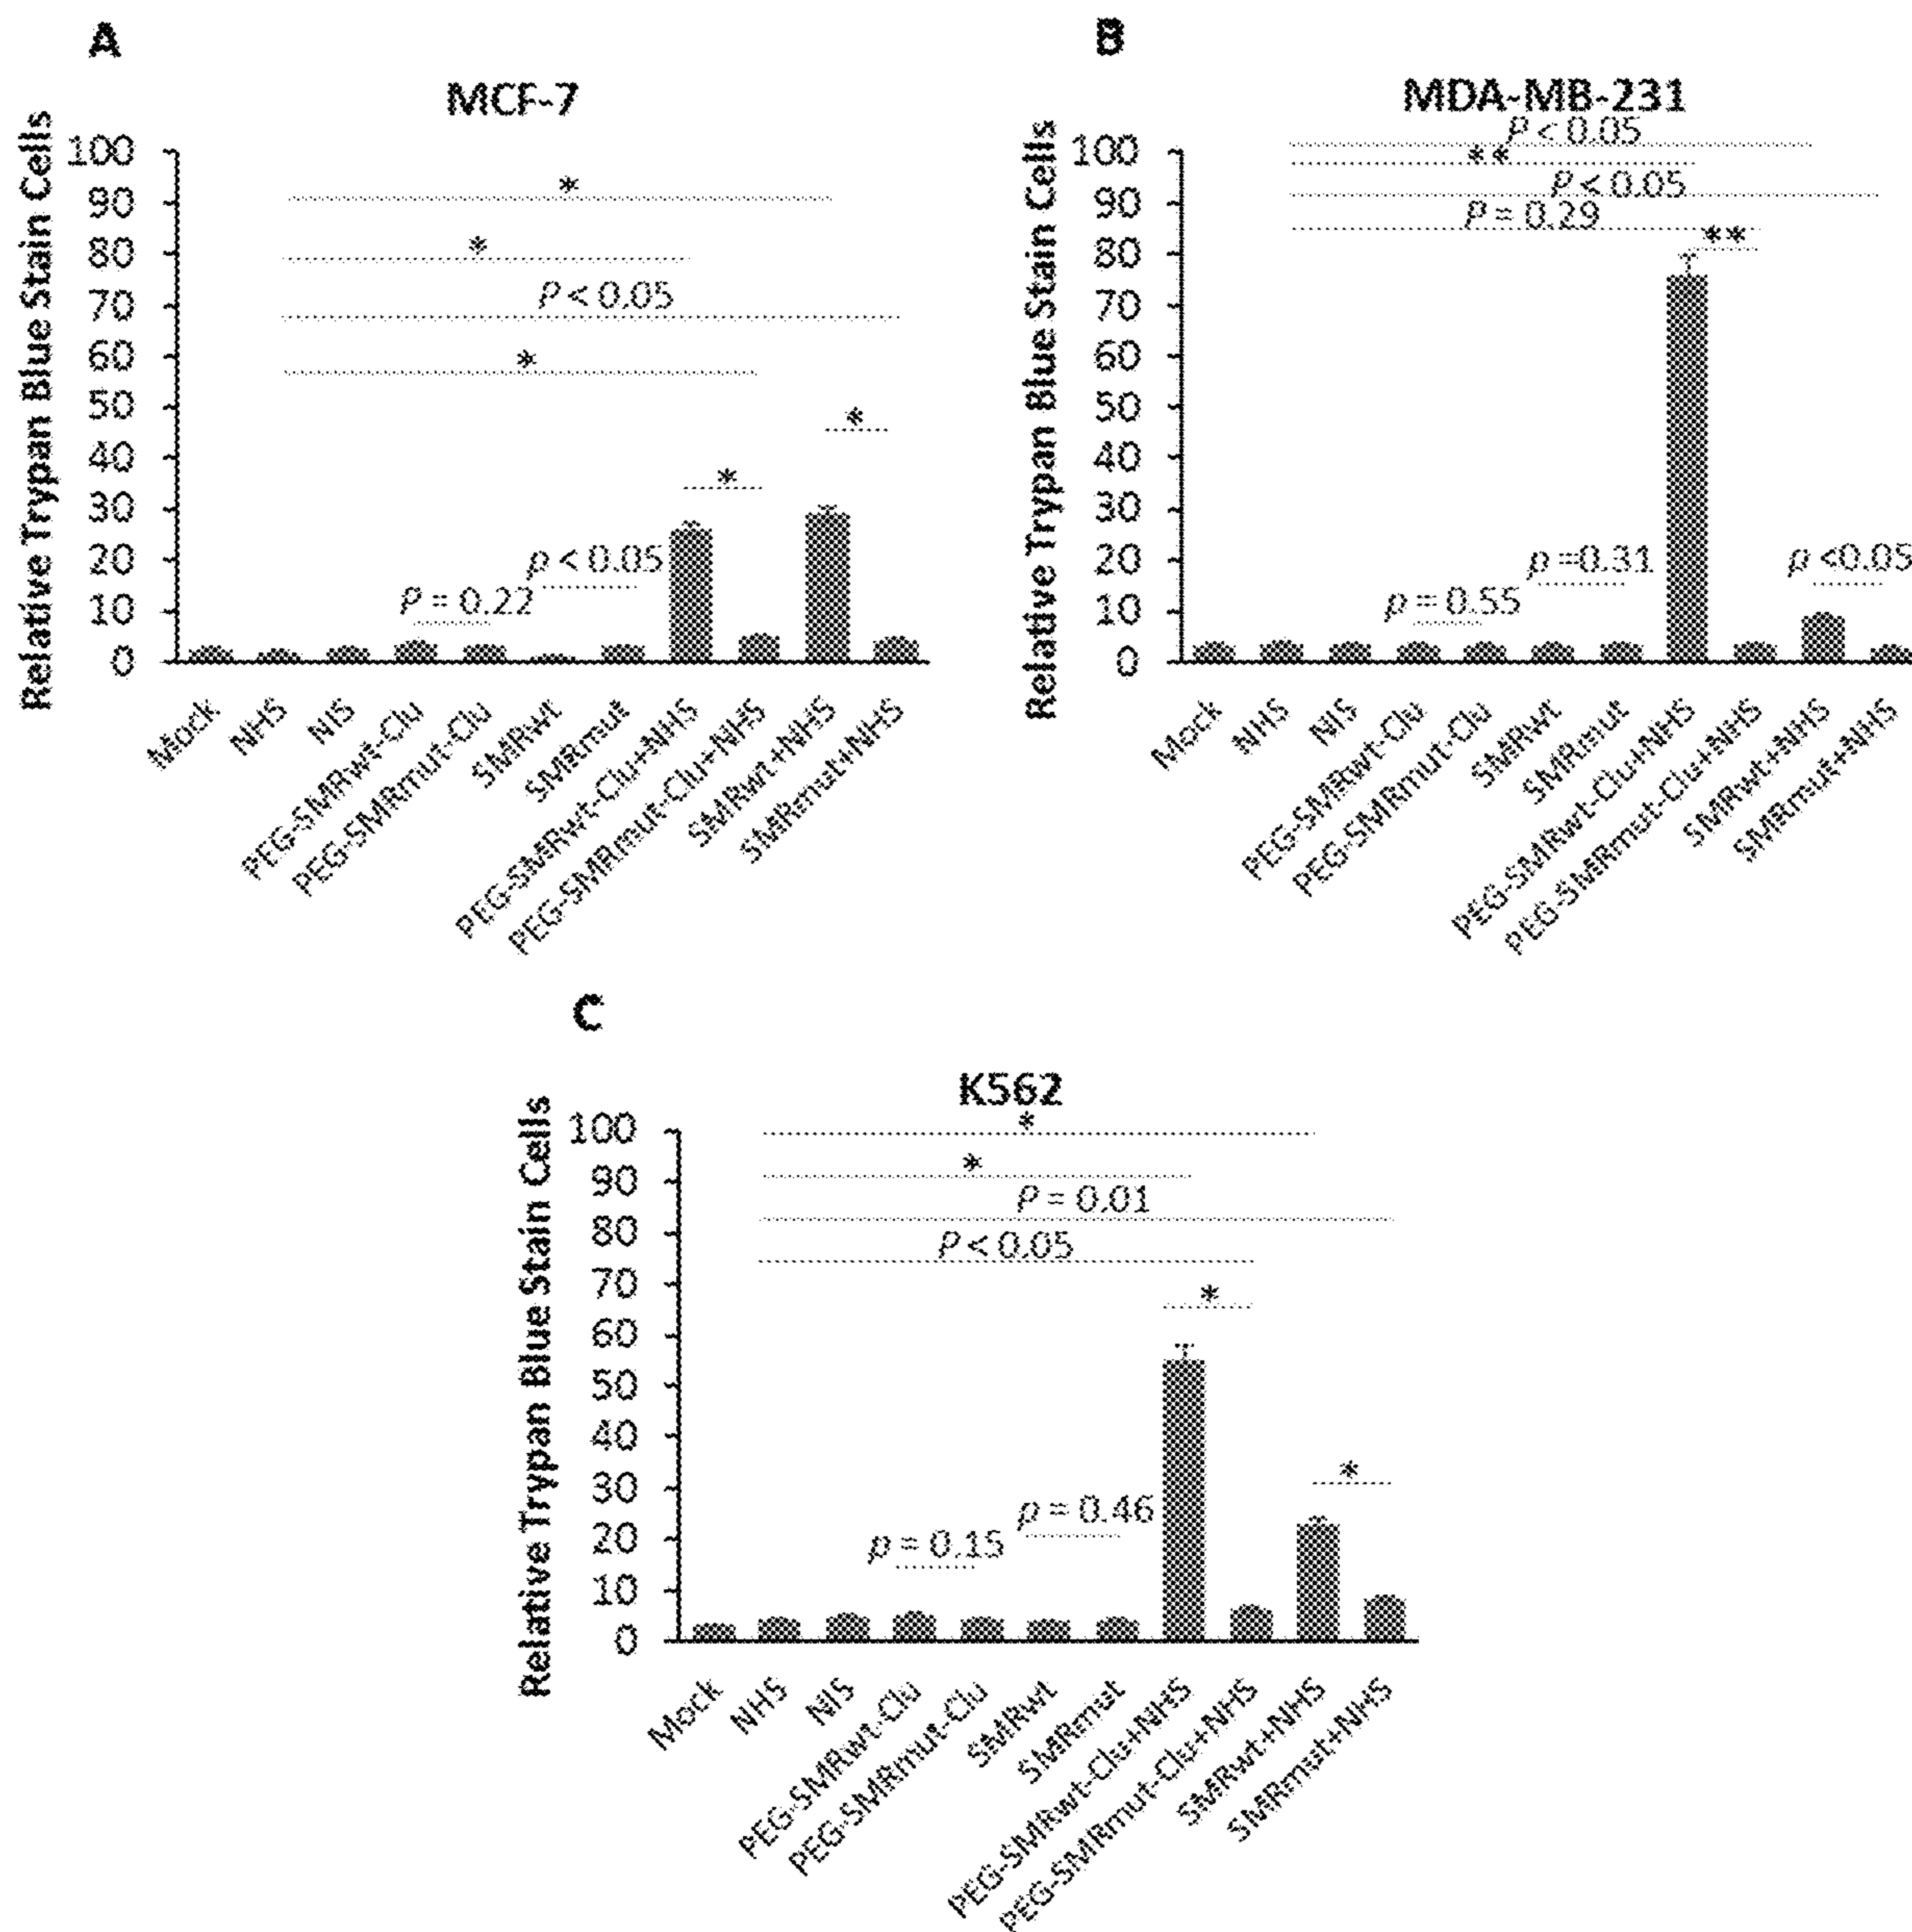 A
MCF-7
Relative Trypan Blue Stain Cells
100
90
80
70
60
50
40
30
20
10
0
*
*
P < 0.05
*
*
*
p < 0.05
P = 0.22
Mock
NHS
NIS
PEG-SMRwt-Clu
PEG-SMRmut-Clu
SMRwt
SMRmut
PEG-SMRwt-Clu+NHS
PEG-SMRmut-Clu+NHS
SMRwt+NHS
SMRmut+NHS
B
MDA-MB-231
Relative Trypan Blue Stain Cells
100
90
80
70
60
50
40
30
20
10
0
P < 0.05
**
P < 0.05
P = 0.29
**
p =0.31
p <0.05
p = 0.55
Mock
NHS
NIS
PEG-SMRwt-Clu
PEG-SMRmut-Clu
SMRwt
SMRmut
PEG-SMRwt-Clu+NHS
PEG-SMRmut-Clu+NHS
SMRwt+NHS
SMRmut+NHS
C
K562
Relative Trypan Blue Stain Cells
100
90
80
70
60
50
40
30
20
10
0
*
*
P = 0.01
P < 0.05
*
*
p = 0.46
p = 0.15
Mock
NHS
NIS
PEG-SMRwt-Clu
PEG-SMRmut-Clu
SMRwt
SMRmut
PEG-SMRwt-Clu+NHS
PEG-SMRmut-Clu+NHS
SMRwt+NHS
SMRmut+NHS